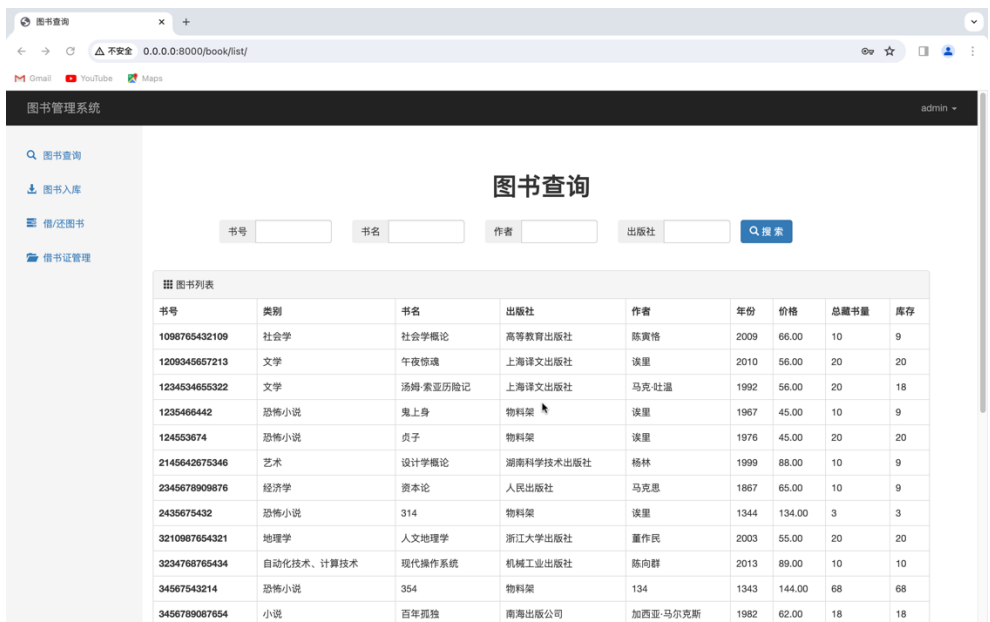 图书查询
不安全 0.0.0.0:8000/book/list/
Gmail YouTube Maps
图书管理系统 admin
图书查询
图书入库
借/还图书
借书证管理
图书查询
书号 书名 作者 出版社 搜 索
图书列表
书号 类别 书名 出版社 作者 年份 价格 总藏书量 库存
1098765432109 社会学 社会学概论 高等教育出版社 陈寅恪 2009 66.00 10 9
1209345657213 文学 午夜惊魂 上海译文出版社 诶里 2010 56.00 20 20
1234534655322 文学 汤姆·索亚历险记 上海译文出版社 马克·吐温 1992 56.00 20 18
1235466442 恐怖小说 鬼上身 物料架 诶里 1967 45.00 10 9
124553674 恐怖小说 贞子 物料架 诶里 1976 45.00 20 20
2145642675346 艺术 设计学概论 湖南科学技术出版社 杨林 1999 88.00 10 9
2345678909876 经济学 资本论 人民出版社 马克思 1867 65.00 10 9
2435675432 恐怖小说 314 物料架 诶里 1344 134.00 3 3
3210987654321 地理学 人文地理学 浙江大学出版社 董作民 2003 55.00 20 20
3234768765434 自动化技术、计算技术 现代操作系统 机械工业出版社 陈向群 2013 89.00 10 10
34567543214 恐怖小说 354 物料架 134 1343 144.00 68 68
3456789087654 小说 百年孤独 南海出版公司 加西亚·马尔克斯 1982 62.00 18 18